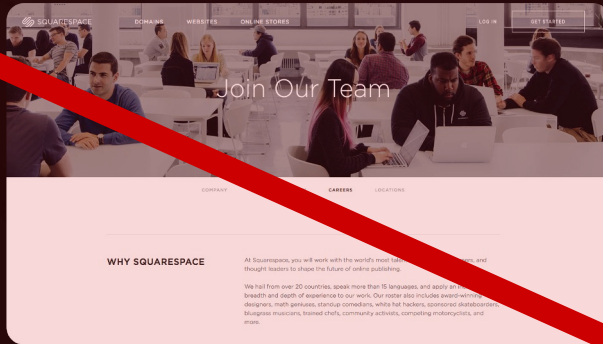 SQUARESPACE DOMAINS WEBSITES ONLINE STORES LOG IN GET STARTED
Join Our Team
COMPANY CAREERS LOCATIONS
WHY SQUARESPACE
At Squarespace, you will work with the world's most and
thought leaders to shape the future of online publishing.
We hail from over 20 countries, speak more than 15 languages, and apply an
breadth and depth of experience to our work. Our roster also includes award-winning
designers, math geniuses, standup comedians, white hat hackers, sponsored skateboarders,
bluegrass musicians, trained chefs, community activists, competing motorcyclists, and
more.